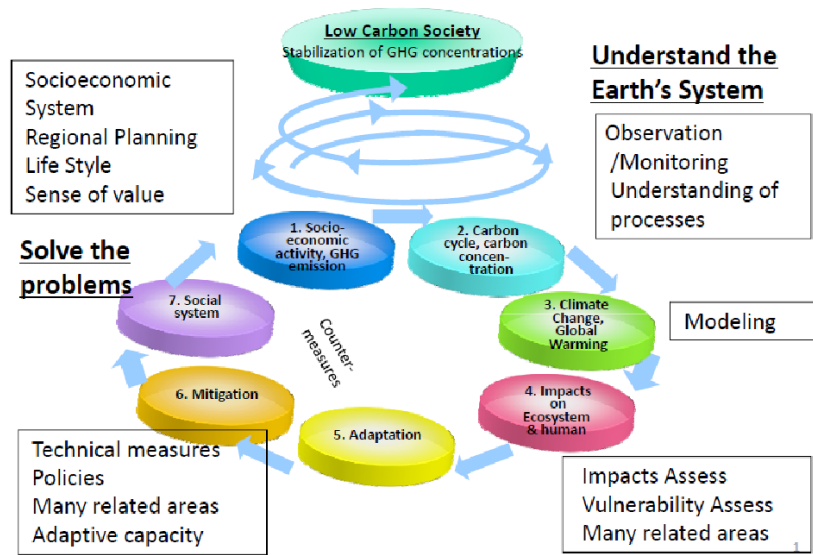 Low Carbon Society
Stabilization of GHG concentrations
Socioeconomic
System
Regional Planning
Life Style
Sense of value
Understand the
Earth's System
Observation
/Monitoring
Understanding of
processes
Solve the
problems
1. Socio-
economic
activity, GHG
emission
2. Carbon
cycle, carbon
concen-
tration
3. Climate
Change,
Global
Warming
Modeling
4. Impacts
on
Ecosystem
& human
5. Adaptation
6. Mitigation
7. Social
system
Counter-
measures
Technical measures
Policies
Many related areas
Adaptive capacity
Impacts Assess
Vulnerability Assess
Many related areas
1